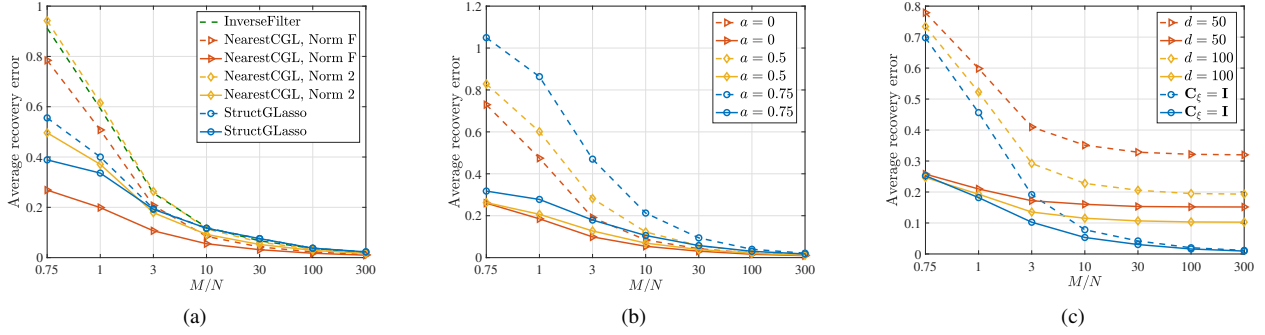 Average recovery error
1
0.8
0.6
0.4
0.2
0
0.75 1 3 10 30 100 300
M/N
InverseFilter
NearestCGL, Norm F
NearestCGL, Norm F
NearestCGL, Norm 2
NearestCGL, Norm 2
StructGLasso
StructGLasso
(a)
Average recovery error
1.2
1
0.8
0.6
0.4
0.2
0
0.75 1 3 10 30 100 300
M/N
a = 0
a = 0
a = 0.5
a = 0.5
a = 0.75
a = 0.75
(b)
Average recovery error
0.8
0.7
0.6
0.5
0.4
0.3
0.2
0.1
0
0.75 1 3 10 30 100 300
M/N
d = 50
d = 50
d = 100
d = 100
C_ξ = I
C_ξ = I
(c)